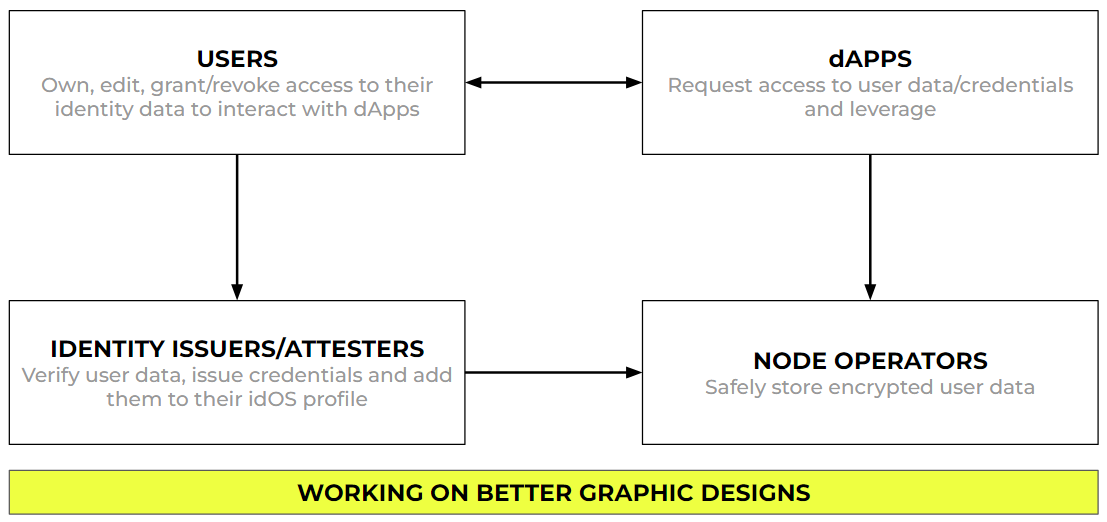 USERS
Own, edit, grant/revoke access to their
identity data to interact with dApps
dAPPS
Request access to user data/credentials
and leverage
IDENTITY ISSUERS/ATTESTERS
Verify user data, issue credentials and add
them to their idOS profile
NODE OPERATORS
Safely store encrypted user data
WORKING ON BETTER GRAPHIC DESIGNS